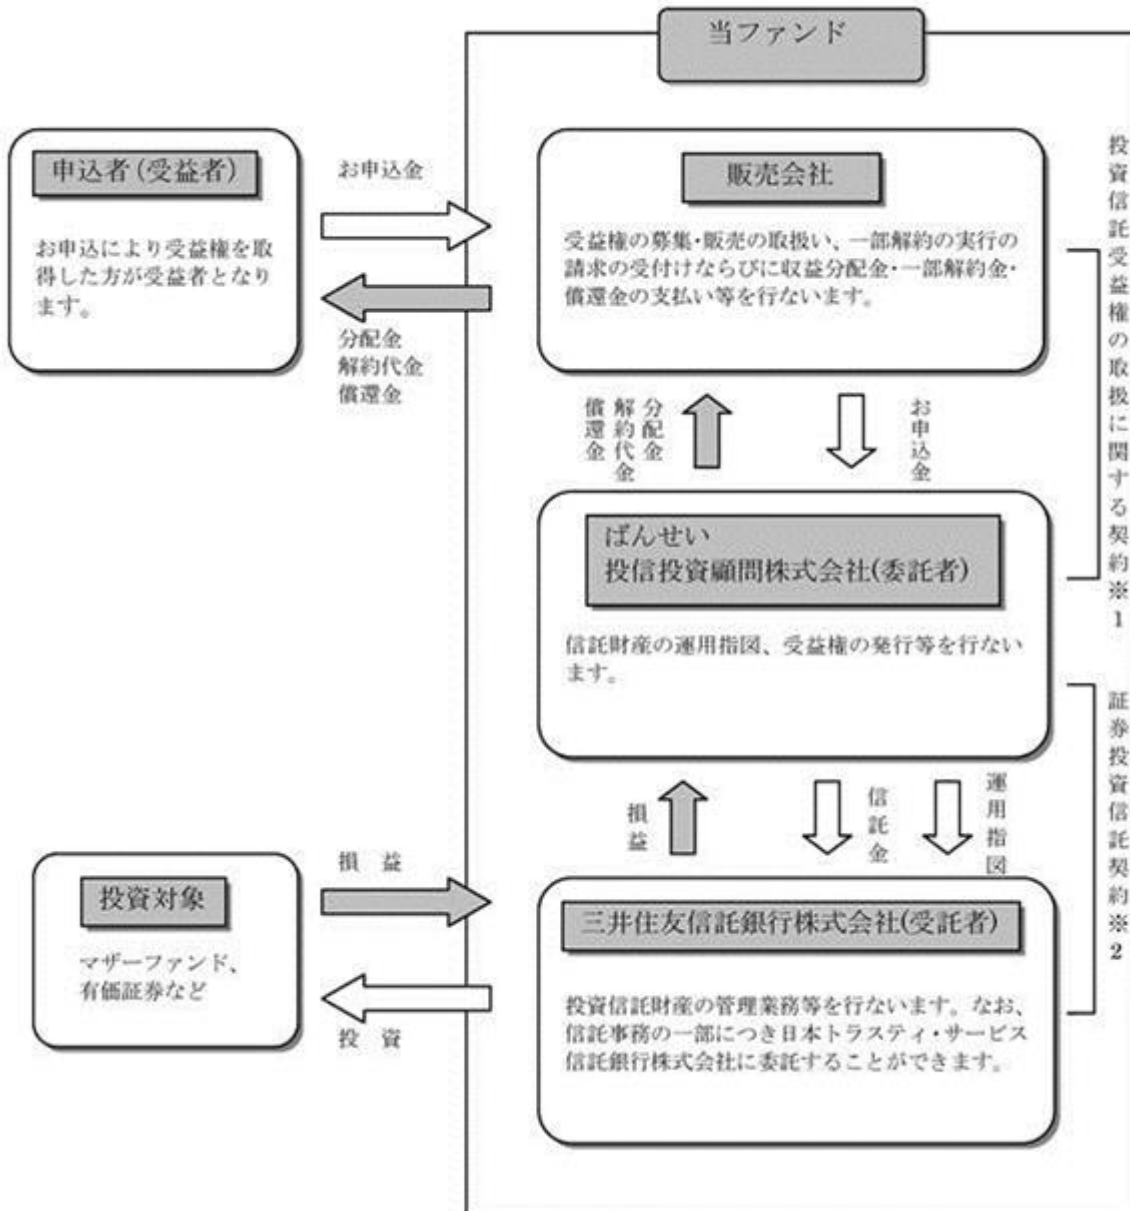 当ファンド
申込者(受益者)
お申込により受益権を取
得した方が受益者となり
ます。
お申込金
分配金
解約代金
償還金
販売会社
受益権の募集・販売の取扱い、一部解約の実行の
請求の受付けならびに収益分配金・一部解約金・
償還金の支払い等を行ないます。
分配金
解約代金
償還金
お申込金
投資信託受益権の取扱に関する契約※1
ばんせい
投信投資顧問株式会社(委託者)
信託財産の運用指図、受益権の発行等を行ない
ます。
損益
信託金
運用指図
証券投資信託契約※2
投資対象
マザーファンド、
有価証券など
損 益
投 資
三井住友信託銀行株式会社(受託者)
投資信託財産の管理業務等を行ないます。なお、
信託事務の一部につき日本トラスティ・サービス
信託銀行株式会社に委託することができます。